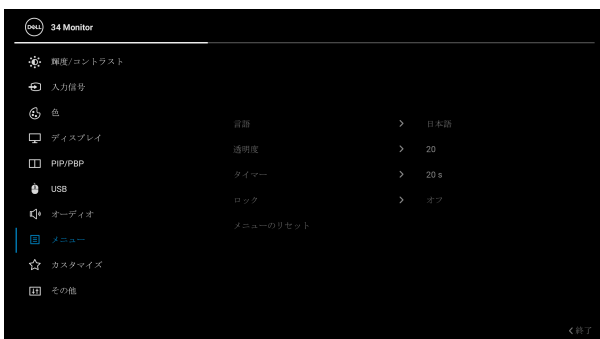 DELL 34 Monitor
輝度/コントラスト
入力信号
色
ディスプレイ
PIP/PBP
USB
オーディオ
メニュー
カスタマイズ
その他
言語 日本語
透明度 20
タイマー 20 s
ロック オフ
メニューのリセット
終了